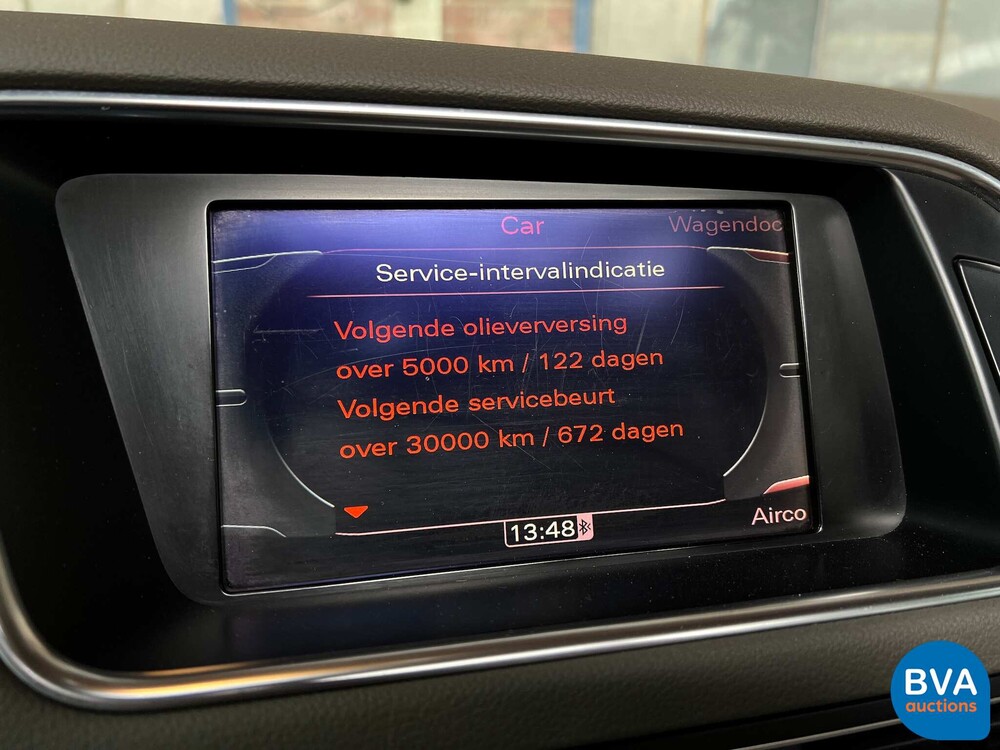 Car
Wagendoc
Service-intervalindicatie
Volgende olieverversing
over 5000 km / 122 dagen
Volgende servicebeurt
over 30000 km / 672 dagen
13:48
Airco
BVA
auctions